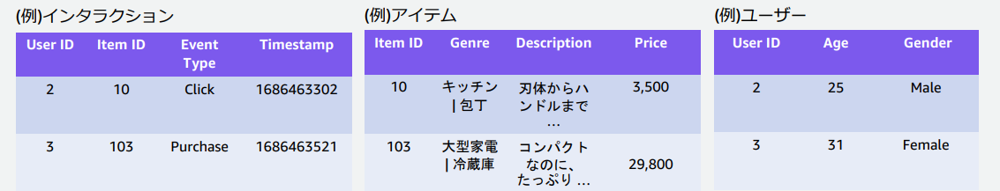 (例)インタラクション
User ID Item ID Event Type Timestamp
2 10 Click 1686463302
3 103 Purchase 1686463521
(例)アイテム
Item ID Genre Description Price
10 キッチン | 包丁 刃体からハンドルまで … 3,500
103 大型家電 | 冷蔵庫 コンパクトなのに、たっぷり … 29,800
(例)ユーザー
User ID Age Gender
2 25 Male
3 31 Female